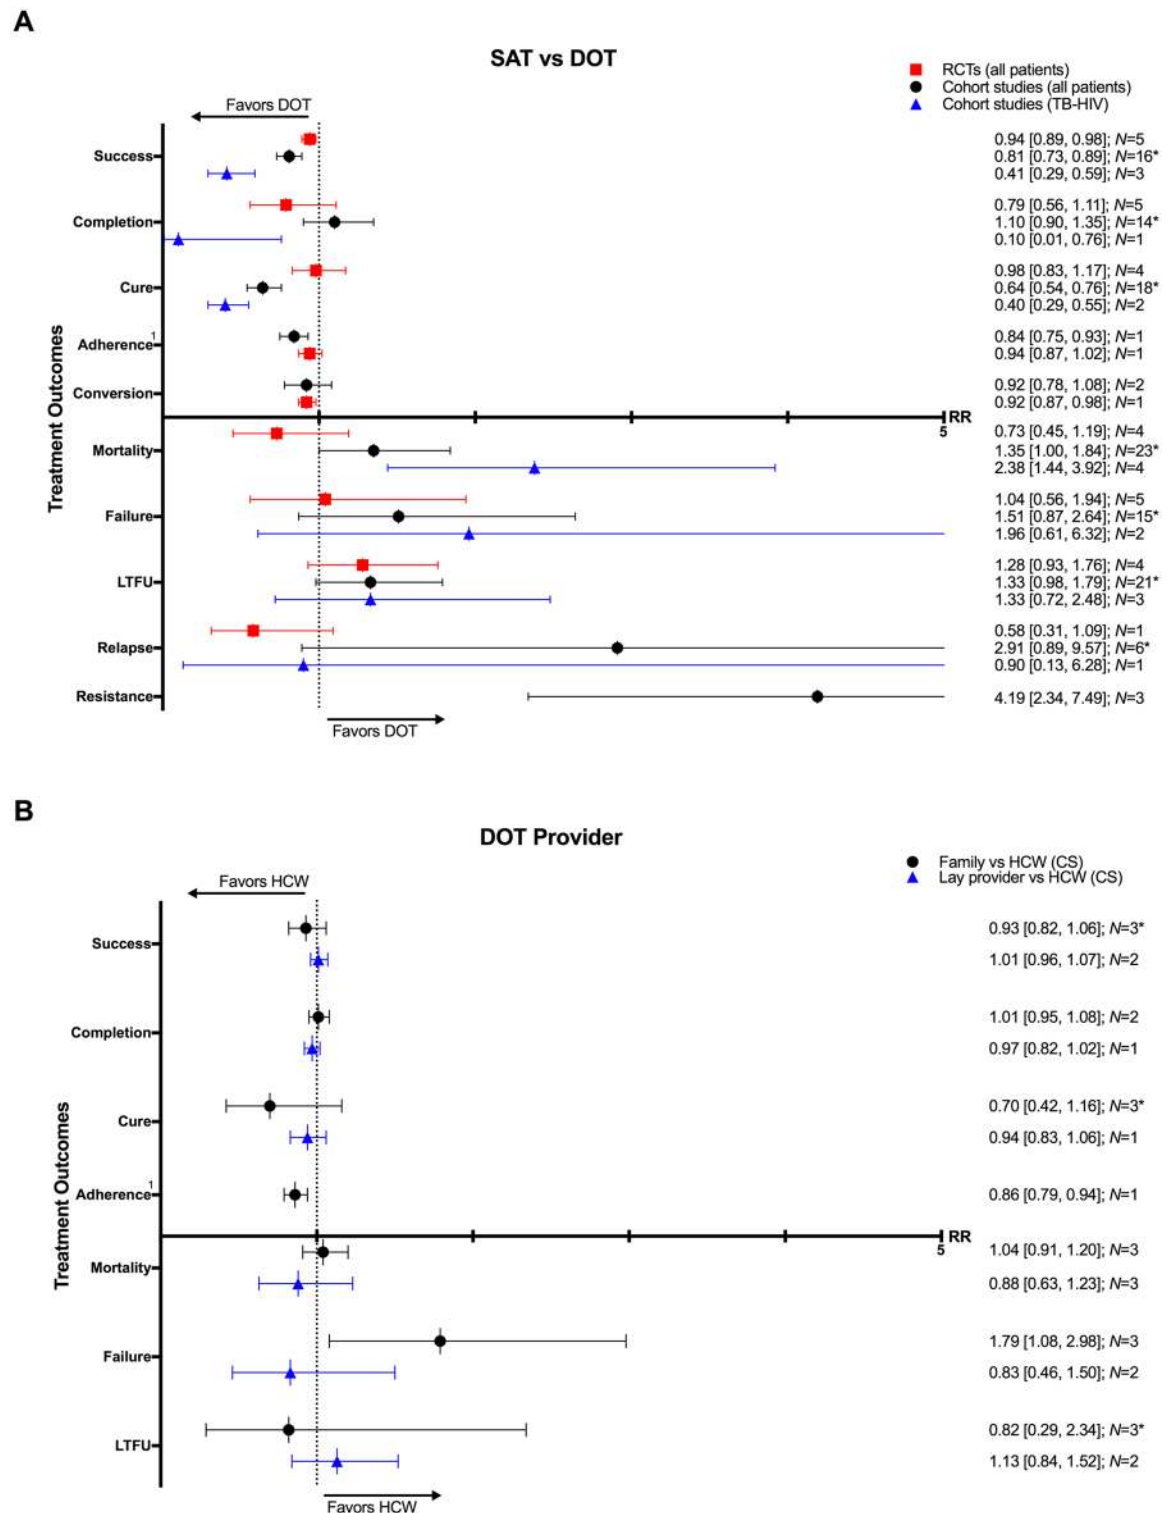 A
SAT vs DOT
RCTs (all patients)
Cohort studies (all patients)
Cohort studies (TB-HIV)
Favors DOT
Treatment Outcomes
Success
0.94 [0.89, 0.98]; N=5
0.81 [0.73, 0.89]; N=16*
0.41 [0.29, 0.59]; N=3
Completion
0.79 [0.56, 1.11]; N=5
1.10 [0.90, 1.35]; N=14*
0.10 [0.01, 0.76]; N=1
Cure
0.98 [0.83, 1.17]; N=4
0.64 [0.54, 0.76]; N=18*
0.40 [0.29, 0.55]; N=2
Adherence1
0.84 [0.75, 0.93]; N=1
0.94 [0.87, 1.02]; N=1
Conversion
0.92 [0.78, 1.08]; N=2
0.92 [0.87, 0.98]; N=1
RR
5
Mortality
0.73 [0.45, 1.19]; N=4
1.35 [1.00, 1.84]; N=23*
2.38 [1.44, 3.92]; N=4
Failure
1.04 [0.56, 1.94]; N=5
1.51 [0.87, 2.64]; N=15*
1.96 [0.61, 6.32]; N=2
LTFU
1.28 [0.93, 1.76]; N=4
1.33 [0.98, 1.79]; N=21*
1.33 [0.72, 2.48]; N=3
Relapse
0.58 [0.31, 1.09]; N=1
2.91 [0.89, 9.57]; N=6*
0.90 [0.13, 6.28]; N=1
Resistance
4.19 [2.34, 7.49]; N=3
Favors DOT
B
DOT Provider
Family vs HCW (CS)
Lay provider vs HCW (CS)
Favors HCW
Treatment Outcomes
Success
0.93 [0.82, 1.06]; N=3*
1.01 [0.96, 1.07]; N=2
Completion
1.01 [0.95, 1.08]; N=2
0.97 [0.82, 1.02]; N=1
Cure
0.70 [0.42, 1.16]; N=3*
0.94 [0.83, 1.06]; N=1
Adherence1
0.86 [0.79, 0.94]; N=1
RR
5
Mortality
1.04 [0.91, 1.20]; N=3
0.88 [0.63, 1.23]; N=3
Failure
1.79 [1.08, 2.98]; N=3
0.83 [0.46, 1.50]; N=2
LTFU
0.82 [0.29, 2.34]; N=3*
1.13 [0.84, 1.52]; N=2
Favors HCW